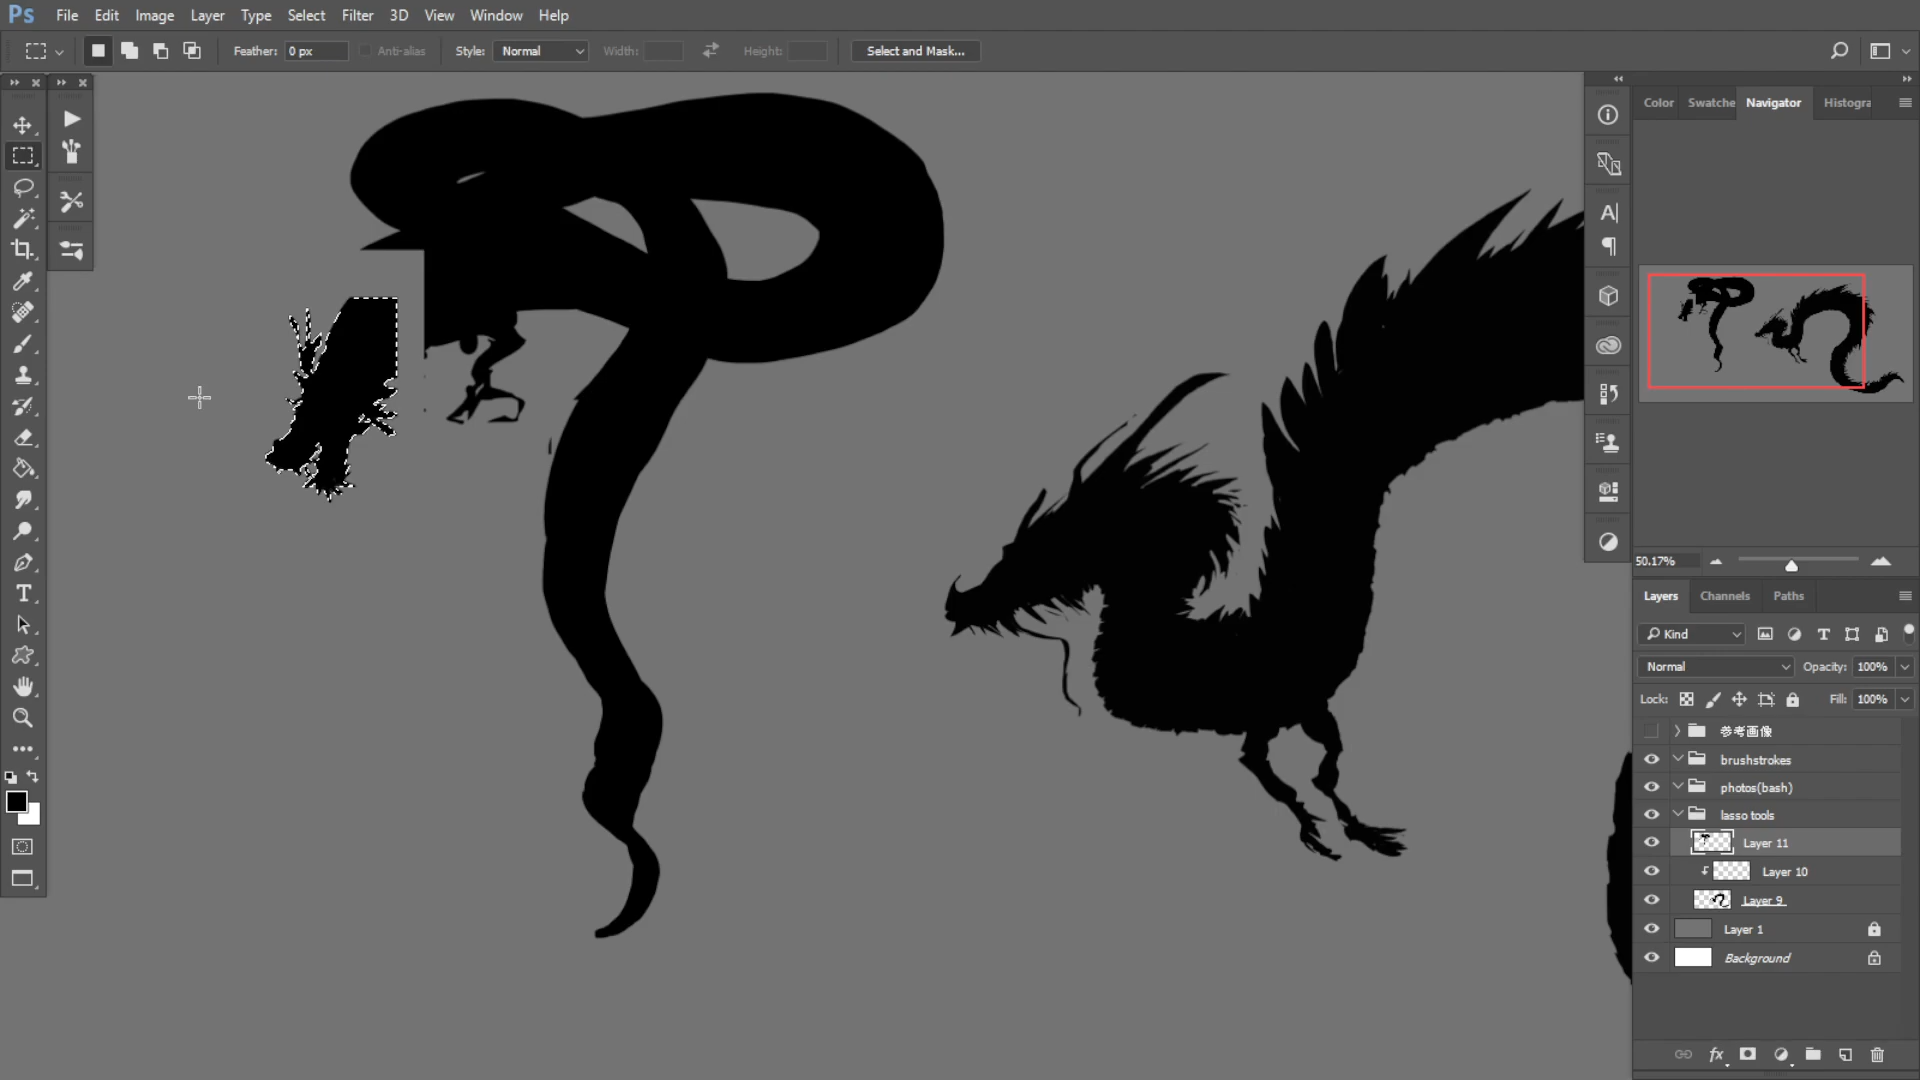 Ps File Edit Image Layer Type Select Filter 3D View Window Help
Feather: 0 px Anti-alias Style: Normal Width: Height: Select and Mask...
Color Swatche Navigator Histogra
50.17%
Layers Channels Paths
Kind
Normal Opacity: 100%
Lock: Fill: 100%
参考画像
brushstrokes
photos(bash)
lasso tools
Layer 11
Layer 10
Layer 9
Layer 1
Background